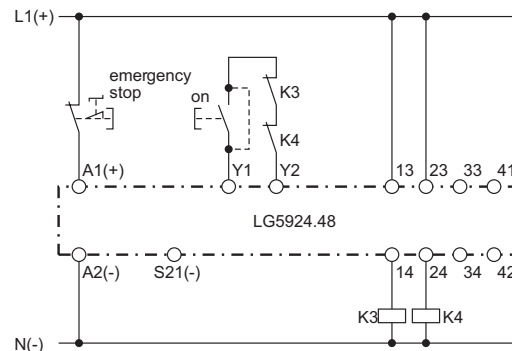 L1(+)
emergency
stop
on
K3
K4
A1(+)
Y1
Y2
13
23
33
41
LG5924.48
A2(-)
S21(-)
14
24
34
42
K3
K4
N(-)